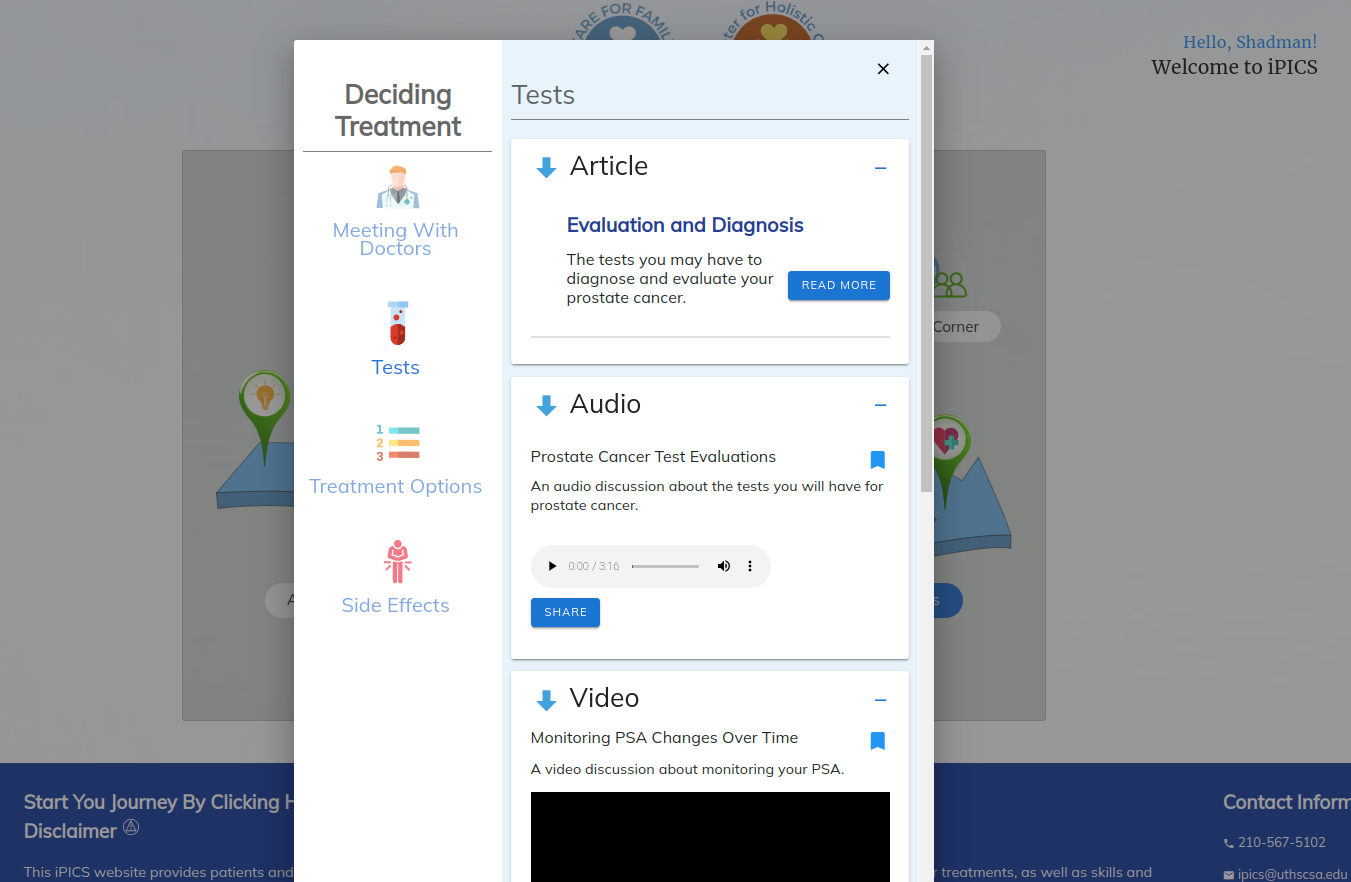 ARE FOR FAMIL
ter for Holistic C
Hello, Shadman!
Welcome to iPICS
Deciding
Treatment
Meeting With
Doctors
Tests
1
2
3
Treatment Options
Side Effects
Tests
Article
Evaluation and Diagnosis
The tests you may have to
diagnose and evaluate your
prostate cancer.
READ MORE
Audio
Prostate Cancer Test Evaluations
An audio discussion about the tests you will have for
prostate cancer.
0:00 / 3:16
SHARE
Video
Monitoring PSA Changes Over Time
A video discussion about monitoring your PSA.
Corner
A
s
Start You Journey By Clicking H
Disclaimer
This iPICS website provides patients and
r treatments, as well as skills and
Contact Inform
210-567-5102
ipics@uthscsa.edu